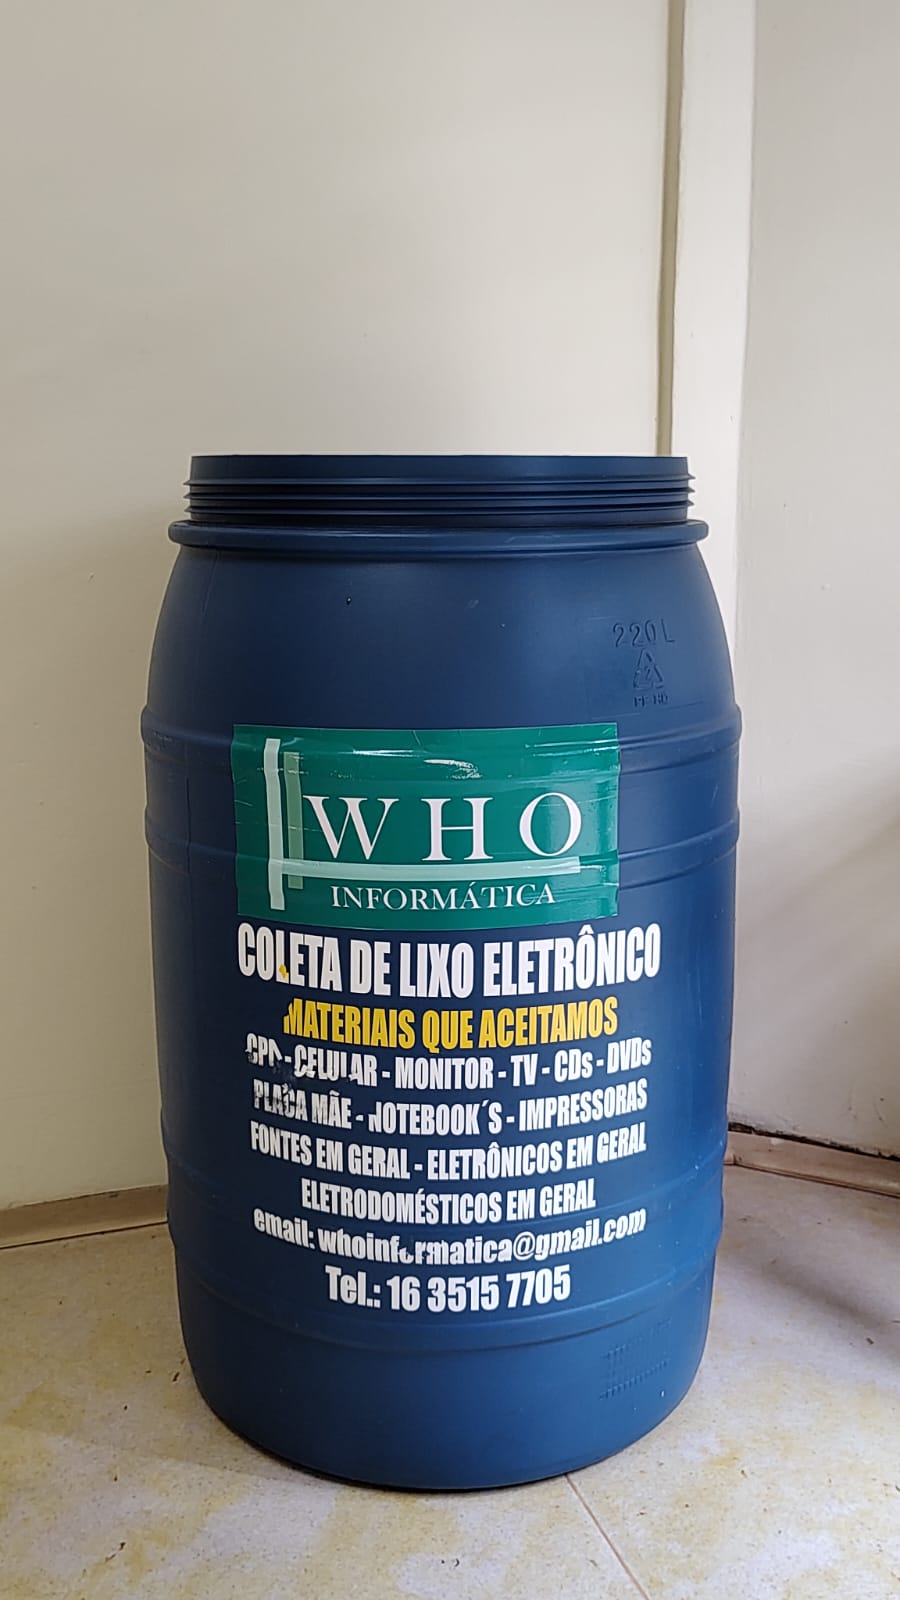 220 L
WHO
INFORMÁTICA
COLETA DE LIXO ELETRÔNICO
MATERIAIS QUE ACEITAMOS
CELULAR - MONITOR - TV - CDs - DVDs
PLACA MÃE - NOTEBOOK´S - IMPRESSORAS
FONTES EM GERAL - ELETRÔNICOS EM GERAL
ELETRODOMÉSTICOS EM GERAL
email: whoinformatica@gmail.com
Tel.: 16 3515 7705